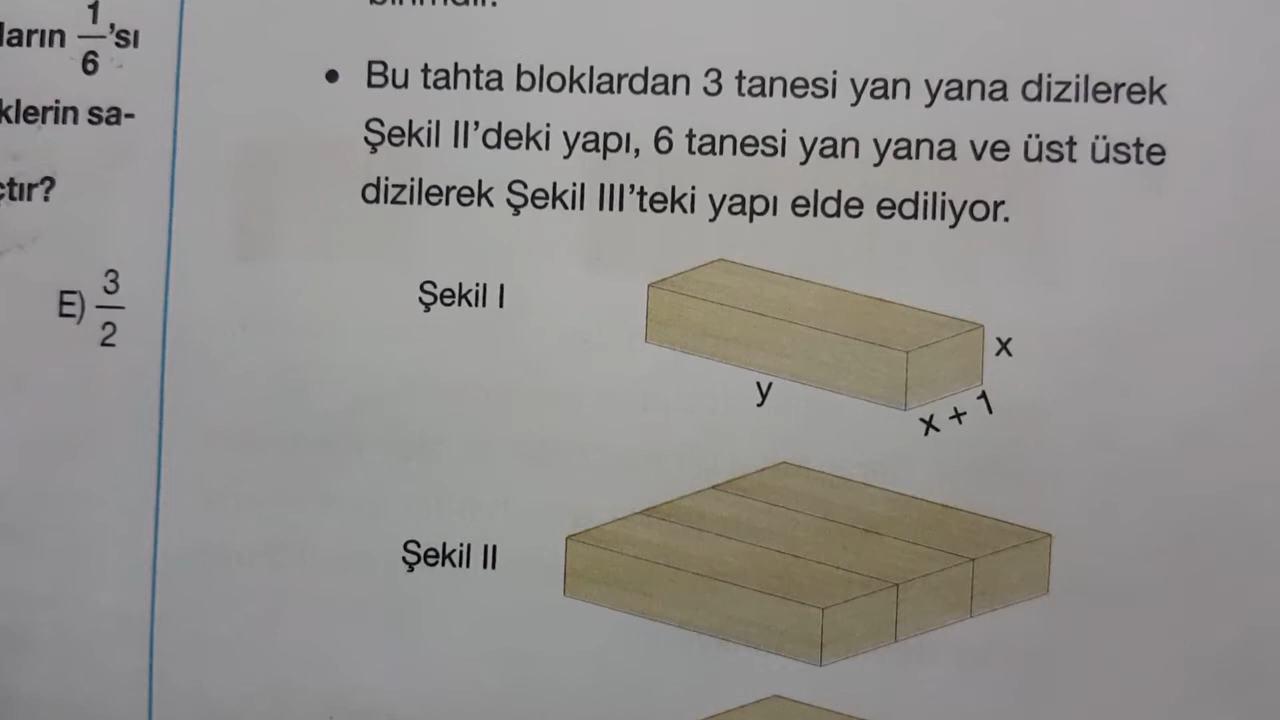 ların 1/6 'sı
klerin sa-
tır?
E) 3/2
• Bu tahta bloklardan 3 tanesi yan yana dizilerek
Şekil II'deki yapı, 6 tanesi yan yana ve üst üste
dizilerek Şekil III'teki yapı elde ediliyor.
Şekil I
x
y
x + 1
Şekil II